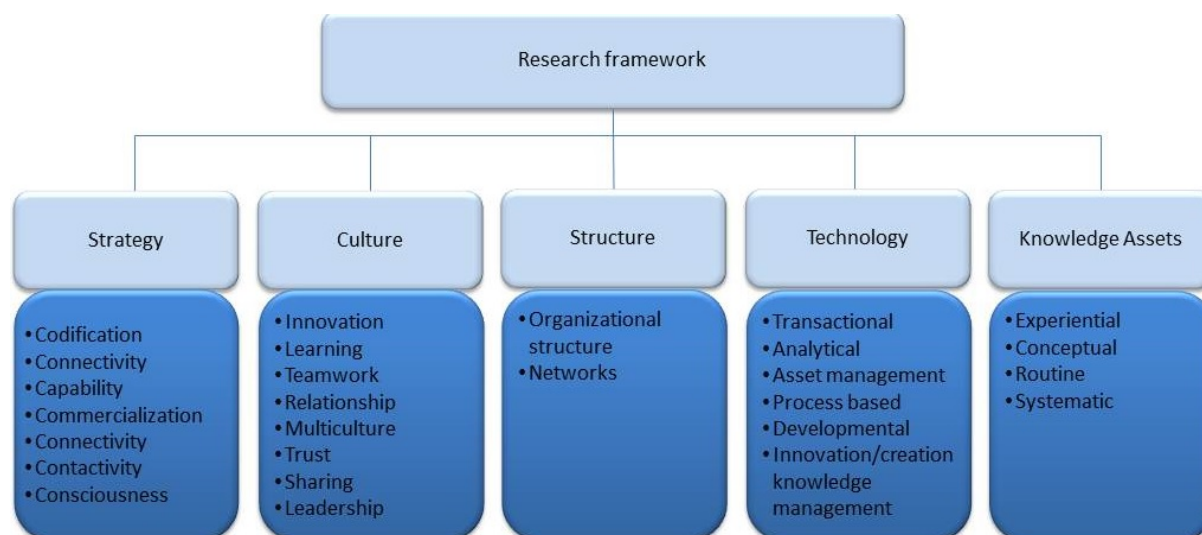 Research framework
Strategy
Culture
Structure
Technology
Knowledge Assets
•Codification
•Connectivity
•Capability
•Commercialization
•Connectivity
•Contactivity
•Consciousness
•Innovation
•Learning
•Teamwork
•Relationship
•Multiculture
•Trust
•Sharing
•Leadership
•Organizational
structure
•Networks
•Transactional
•Analytical
•Asset management
•Process based
•Developmental
•Innovation/creation
knowledge
management
•Experiential
•Conceptual
•Routine
•Systematic